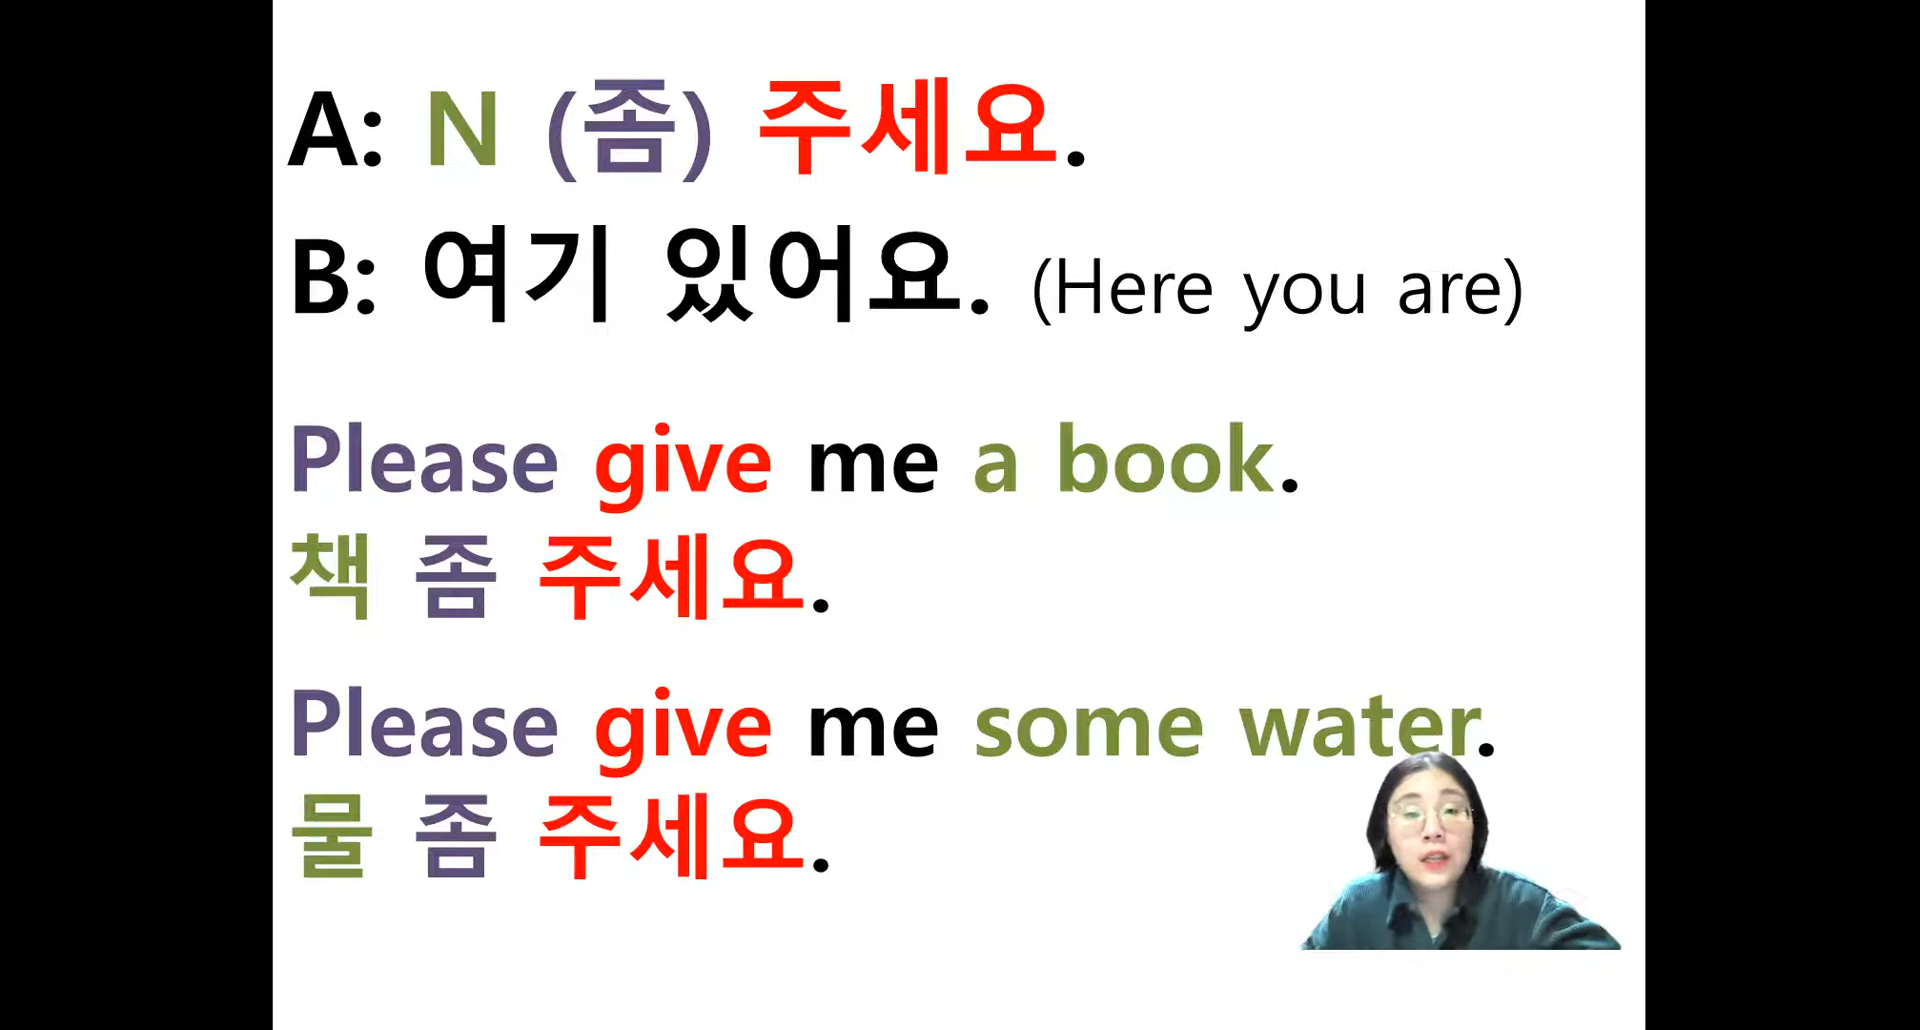 A: N (좀) 주세요.
B: 여기 있어요. (Here you are)
Please give me a book.
책 좀 주세요.
Please give me some water.
물 좀 주세요.